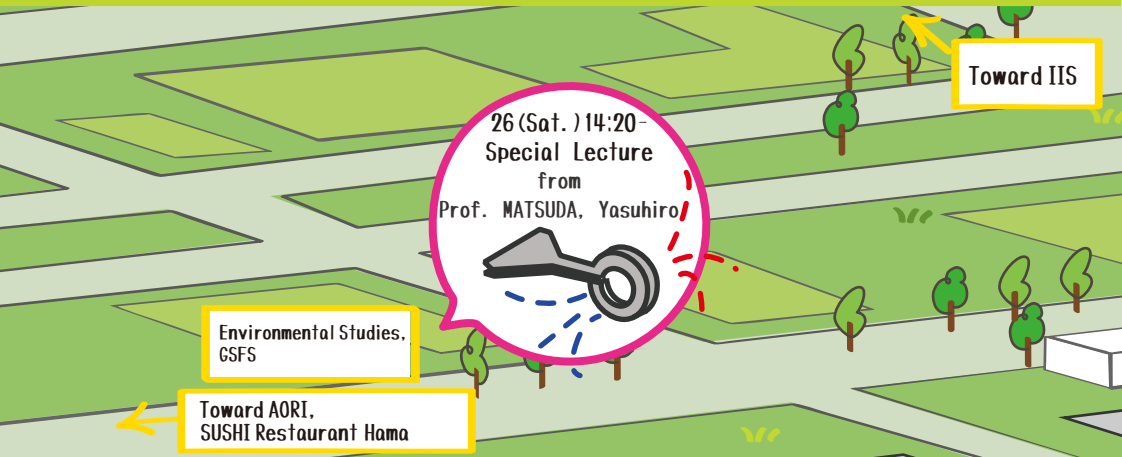 Toward IIS
26(Sat.)14:20-
Special Lecture
from
Prof. MATSUDA, Yasuhiro
Environmental Studies,
GSFS
Toward AORI,
SUSHI Restaurant Hama